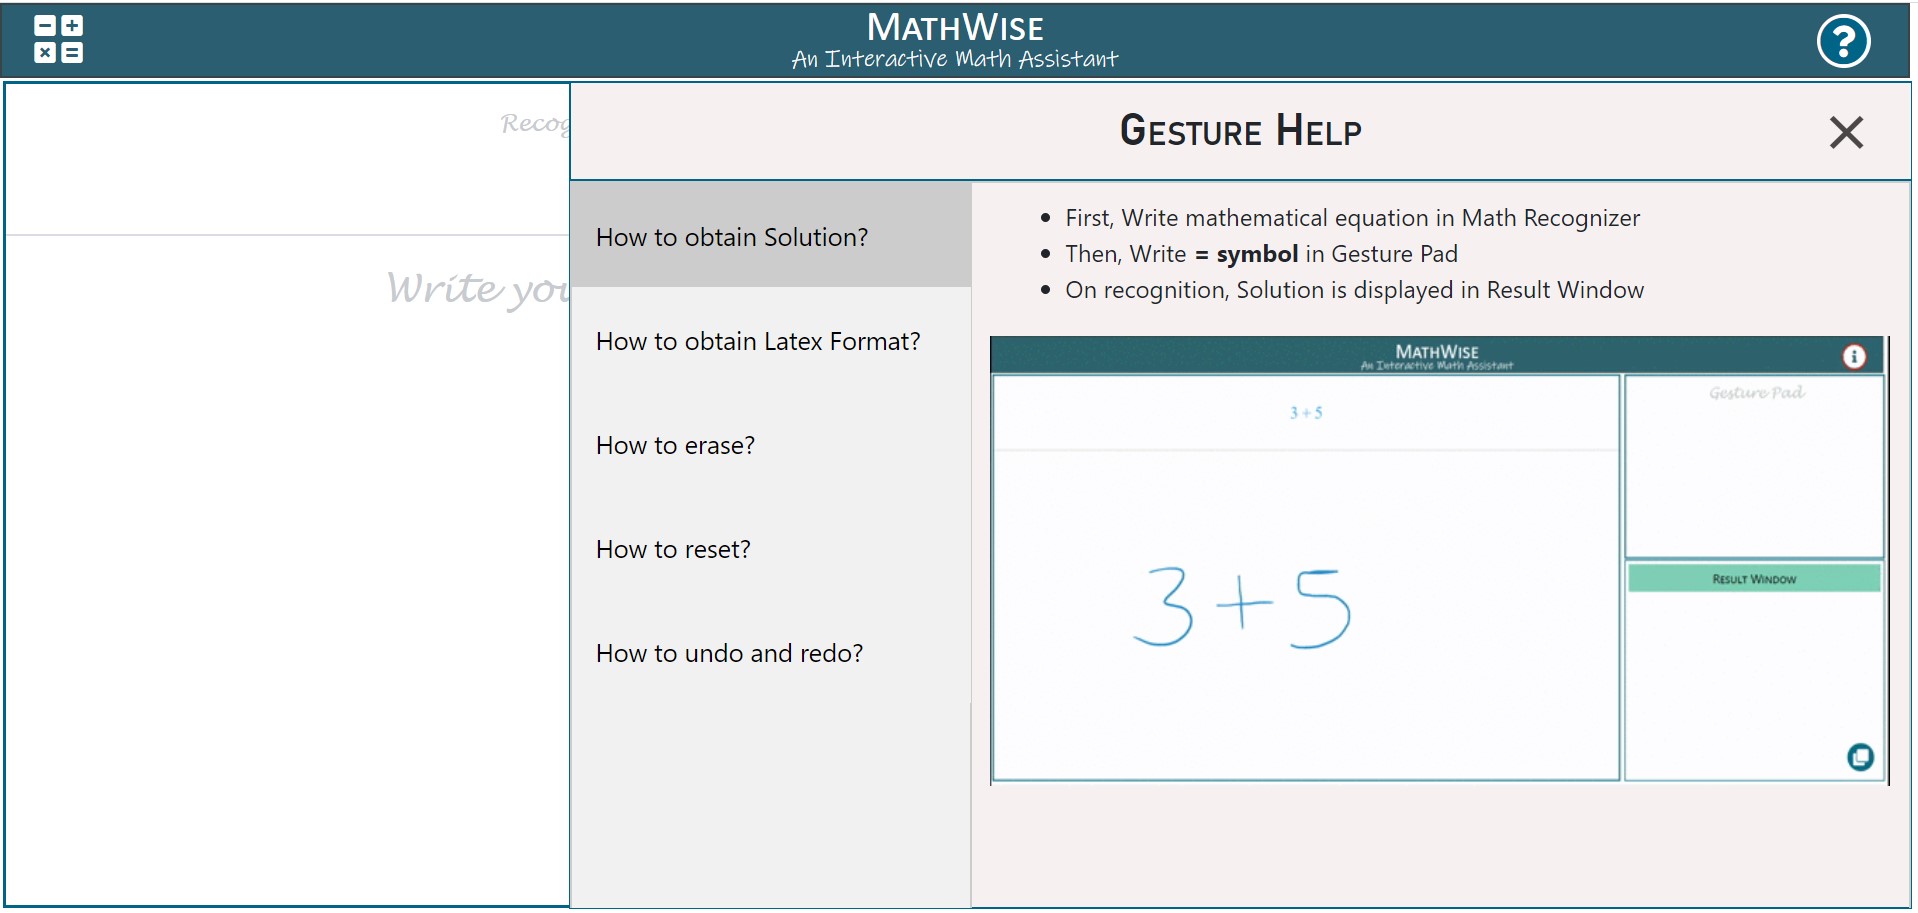 MATHWISE
An Interactive Math Assistant
?
Recog
Write you
GESTURE HELP
How to obtain Solution?
How to obtain Latex Format?
How to erase?
How to reset?
How to undo and redo?
First, Write mathematical equation in Math Recognizer
Then, Write = symbol in Gesture Pad
On recognition, Solution is displayed in Result Window
MATHWISE
An Interactive Math Assistant
i
3 + 5
Gesture Pad
3 + 5
RESULT WINDOW